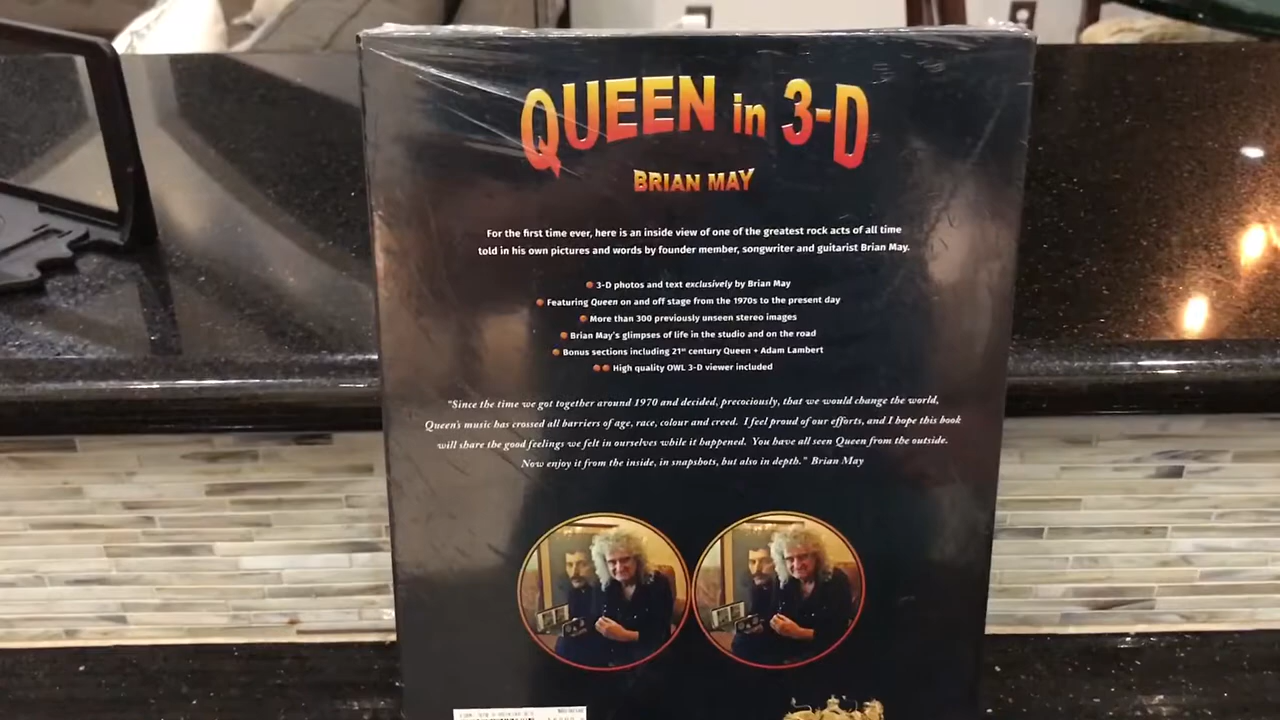 QUEEN in 3-D
BRIAN MAY
For the first time ever, here is an inside view of one of the greatest rock acts of all time
told in his own pictures and words by founder member, songwriter and guitarist Brian May.
3-D photos and text exclusively by Brian May
Featuring Queen on and off stage from the 1970s to the present day
More than 300 previously unseen stereo images
Brian May's glimpses of life in the studio and on the road
Bonus sections including 21st century Queen + Adam Lambert
High quality OWL 3-D viewer included
"Since the time we got together around 1970 and decided, precociously, that we would change the world,
Queen's music has crossed all barriers of age, race, colour and creed. I feel proud of our efforts, and I hope this book
will share the good feelings we felt in ourselves while it happened. You have all seen Queen from the outside.
Now enjoy it from the inside, in snapshots, but also in depth." Brian May